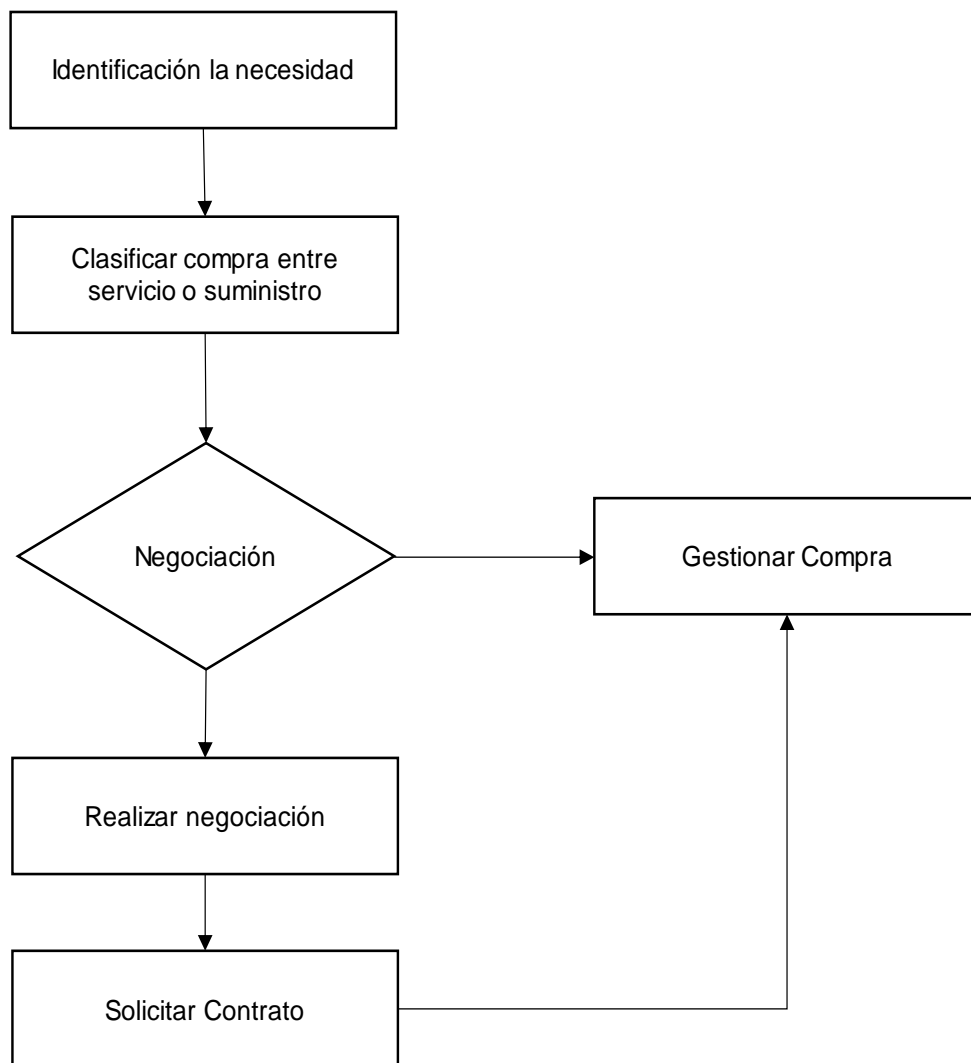 Identificación la necesidad
Clasificar compra entre
servicio o suministro
Negociación
Gestionar Compra
Realizar negociación
Solicitar Contrato